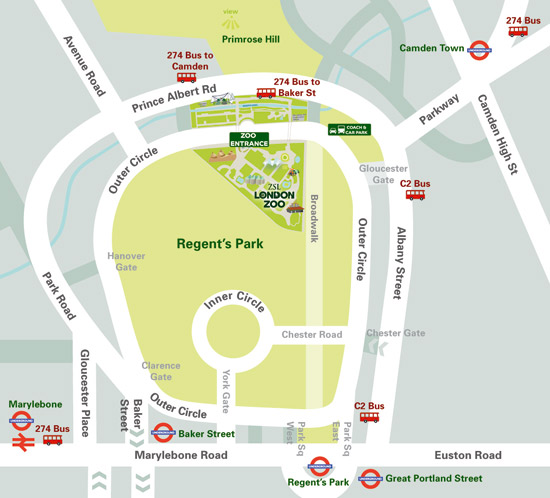 view
Primrose Hill
274 Bus
Camden Town
Avenue Road
274 Bus to
Camden
274 Bus to
Baker St
Prince Albert Rd
Parkway
Camden High St
ZOO
ENTRANCE
COACH &
CAR PARK
Outer Circle
Gloucester
Gate
C2 Bus
ZSL
LONDON
ZOO
Broadwalk
Outer Circle
Albany Street
Regent's Park
Hanover
Gate
Park Road
Inner Circle
Chester Road
Chester Gate
Clarence
Gate
York Gate
Gloucester Place
Baker
Street
Outer Circle
C2 Bus
Marylebone
UNDERGROUND
274 Bus
Baker Street
Park Sq
West
Park Sq
East
Marylebone Road
Euston Road
Regent's Park
Great Portland Street